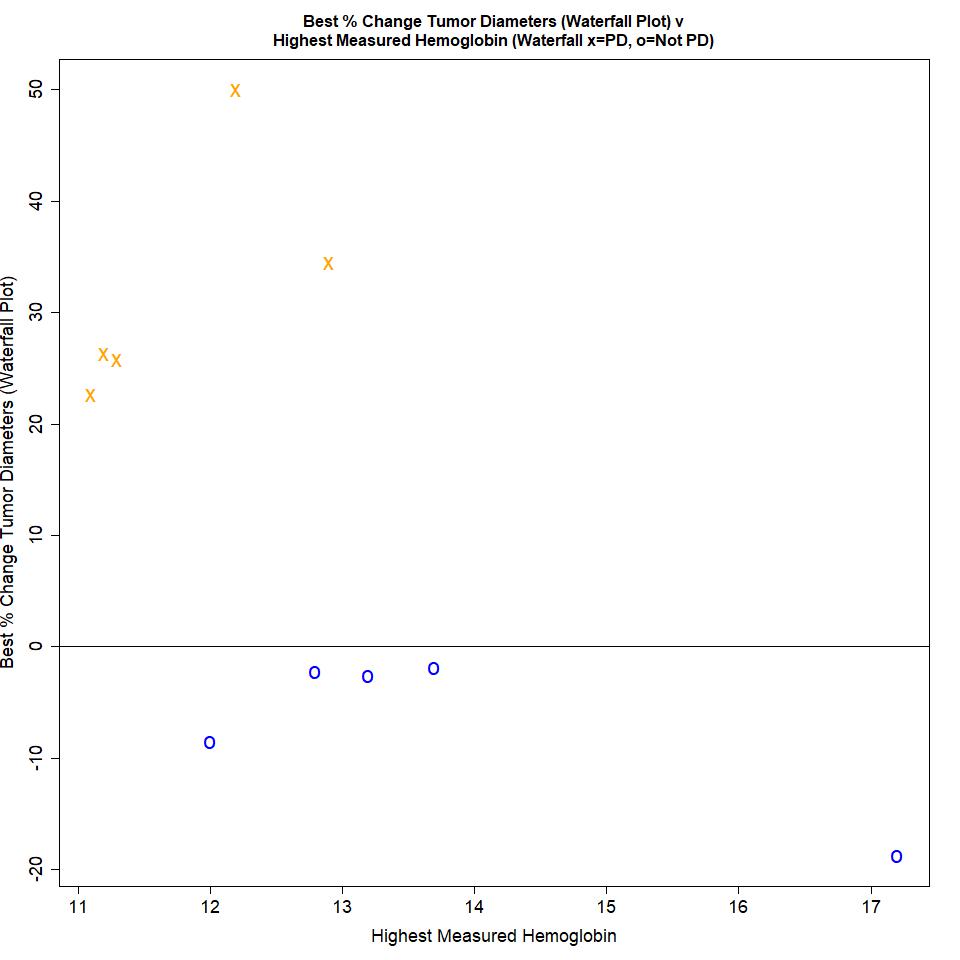 Best % Change Tumor Diameters (Waterfall Plot) v
Highest Measured Hemoglobin (Waterfall x=PD, o=Not PD)
Best % Change Tumor Diameters (Waterfall Plot)
50
40
30
20
10
0
-10
-20
X
X
X
X
X
O
O
O
O
O
11 12 13 14 15 16 17
Highest Measured Hemoglobin